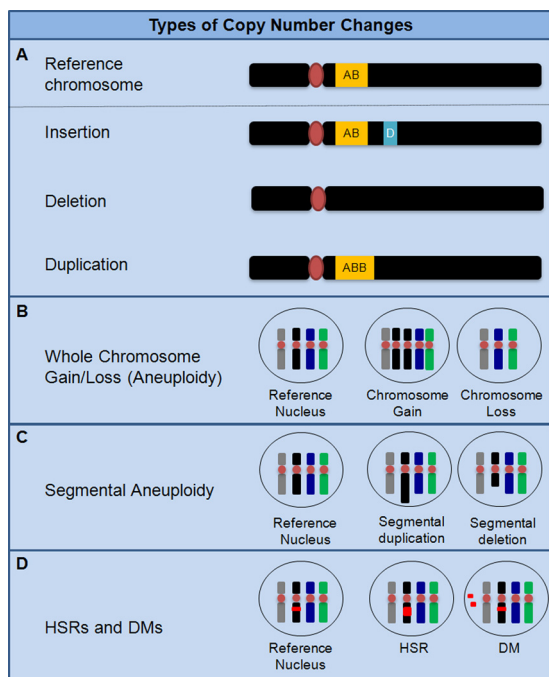 Types of Copy Number Changes
A
Reference
chromosome
AB
Insertion
AB
D
Deletion
Duplication
ABB
B
Whole Chromosome
Gain/Loss (Aneuploidy)
Reference
Nucleus
Chromosome
Gain
Chromosome
Loss
C
Segmental Aneuploidy
Reference
Nucleus
Segmental
duplication
Segmental
deletion
D
HSRs and DMs
Reference
Nucleus
HSR
DM